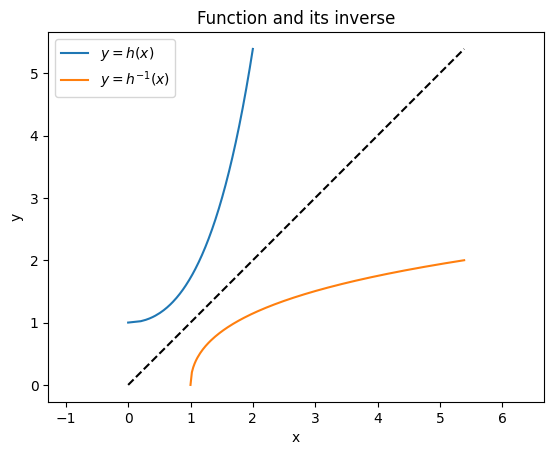 Function and its inverse
y = h(x)
y = h⁻¹(x)
5
4
3
2
1
0
y
−1 0 1 2 3 4 5 6
x